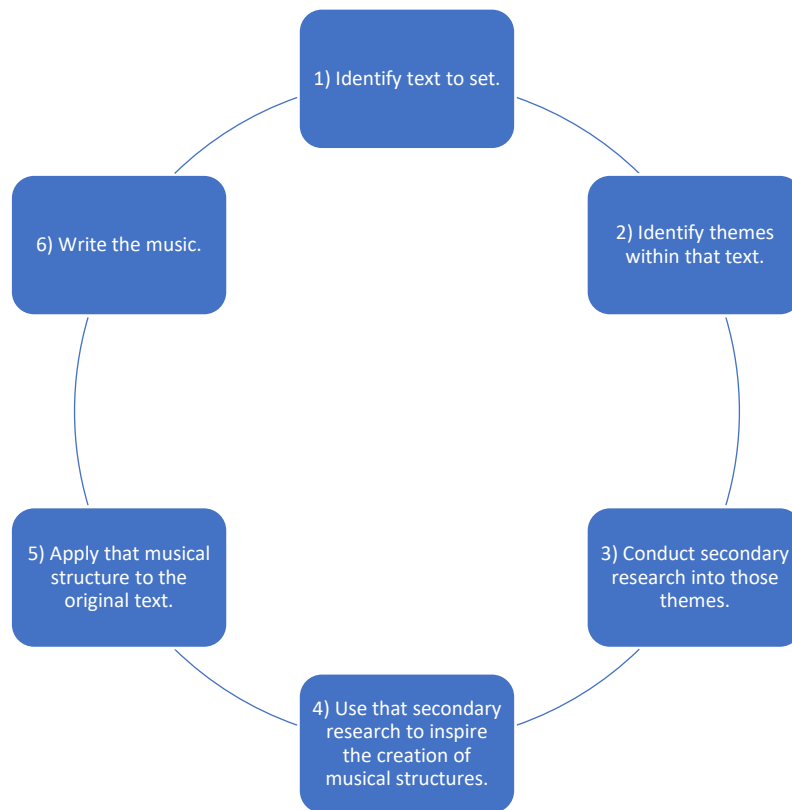 1) Identify text to set.
2) Identify themes
within that text.
3) Conduct secondary
research into those
themes.
4) Use that secondary
research to inspire
the creation of
musical structures.
5) Apply that musical
structure to the
original text.
6) Write the music.